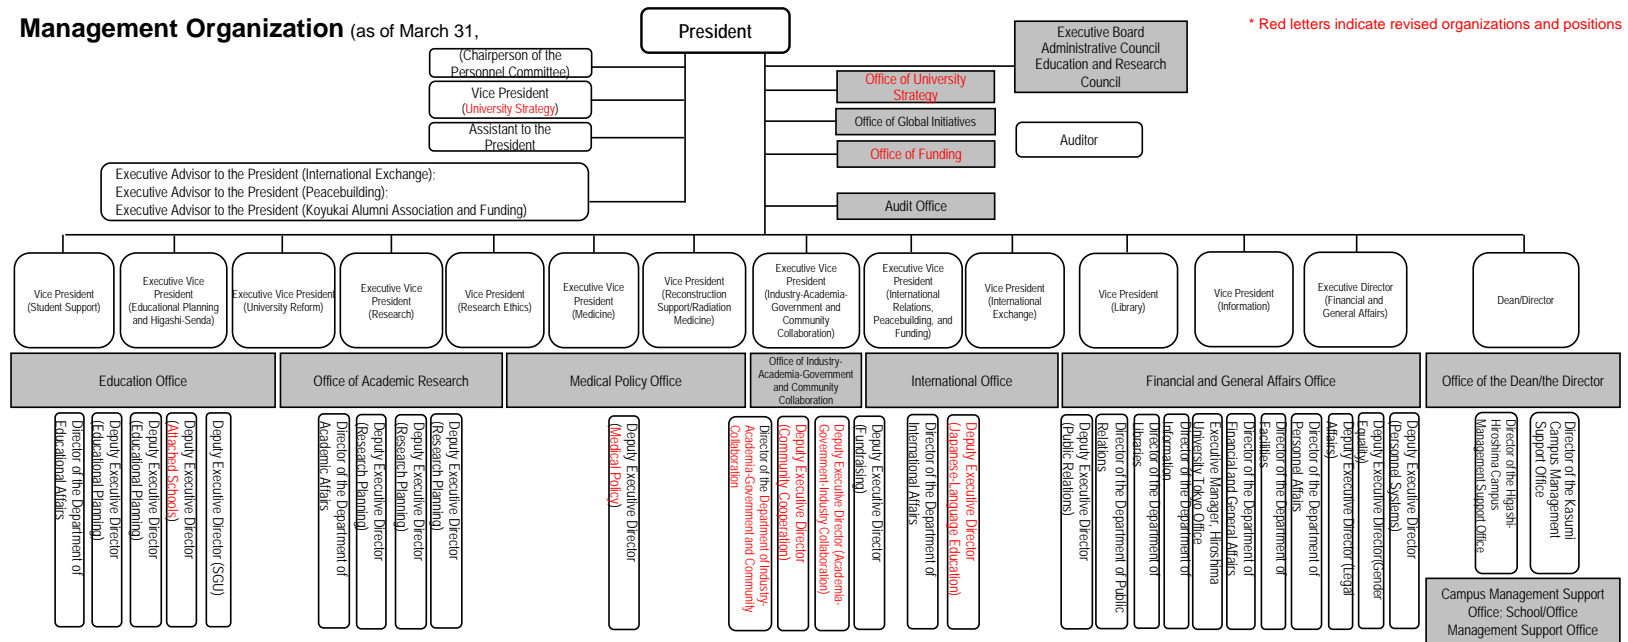 Management Organization (as of March 31,
President
* Red letters indicate revised organizations and positions
Executive Board
Administrative Council
Education and Research
Council
(Chairperson of the
Personnel Committee)
Vice President
(University Strategy)
Assistant to the
President
Executive Advisor to the President (International Exchange);
Executive Advisor to the President (Peacebuilding);
Executive Advisor to the President (Koyukai Alumni Association and Funding)
Office of University
Strategy
Office of Global Initiatives
Office of Funding
Audit Office
Auditor
Vice President
(Student Support)
Executive Vice
President
(Educational Planning
and Higashi-Senda)
Executive Vice President
(University Reform)
Executive Vice
President
(Research)
Vice President
(Research Ethics)
Executive Vice
President
(Medicine)
Vice President
(Reconstruction
Support/Radiation
Medicine)
Executive Vice
President
(Industry-Academia-
Government and
Community
Collaboration)
Executive Vice
President
(International
Relations,
Peacebuilding, and
Funding)
Vice President
(International
Exchange)
Vice President
(Library)
Vice President
(Information)
Executive Director
(Financial and
General Affairs)
Dean/Director
Education Office
Office of Academic Research
Medical Policy Office
Office of Industry-
Academia-Government
and Community
Collaboration
International Office
Financial and General Affairs Office
Office of the Dean/the Director
Director of the Department of
Educational Affairs
Deputy Executive Director
(Educational Planning)
Deputy Executive Director
(Educational Planning)
Deputy Executive Director
(Attached Schools)
Deputy Executive Director (SGU)
Director of the Department of
Academic Affairs
Deputy Executive Director
(Research Planning)
Deputy Executive Director
(Research Planning)
Deputy Executive Director
(Research Planning)
Deputy Executive Director
(Medical Policy)
Director of the Department of Industry-
Academia-Government and Community
Collaboration
Deputy Executive Director
(Community Cooperation)
Deputy Executive Director (Academia-
Government-Industry Collaboration)
Deputy Executive Director
(Fundraising)
Director of the Department of
International Affairs
Deputy Executive Director
(Japanese-Language Education)
Deputy Executive Director
(Public Relations)
Director of the Department of Public
Relations
Director of the Department of
Libraries
Director of the Department of
Information
Executive Manager, Hiroshima
University Tokyo Office
Director of the Department of
Financial and General Affairs
Director of the Department of
Facilities
Director of the Department of
Personnel Affairs
Deputy Executive Director (Legal
Affairs)
Deputy Executive Director(Gender
Equality)
Deputy Executive Director
(Personnel Systems)
Director of the Higashi-
Hiroshima Campus
Management Support Office
Director of the Kasumi
Campus Management
Support Office
Campus Management Support
Office; School/Office
Management Support Office